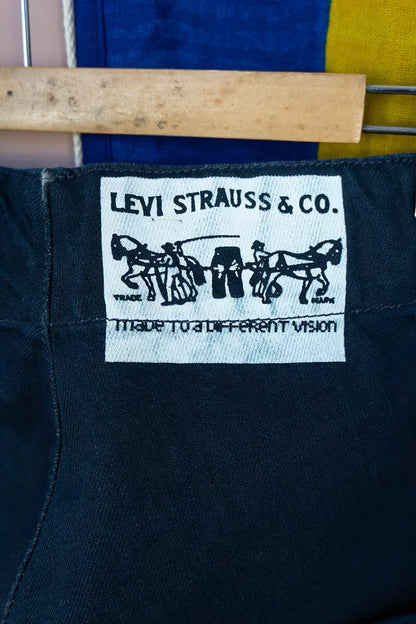 LEVI STRAUSS & CO.
TRADE MARK
made to a Different vision